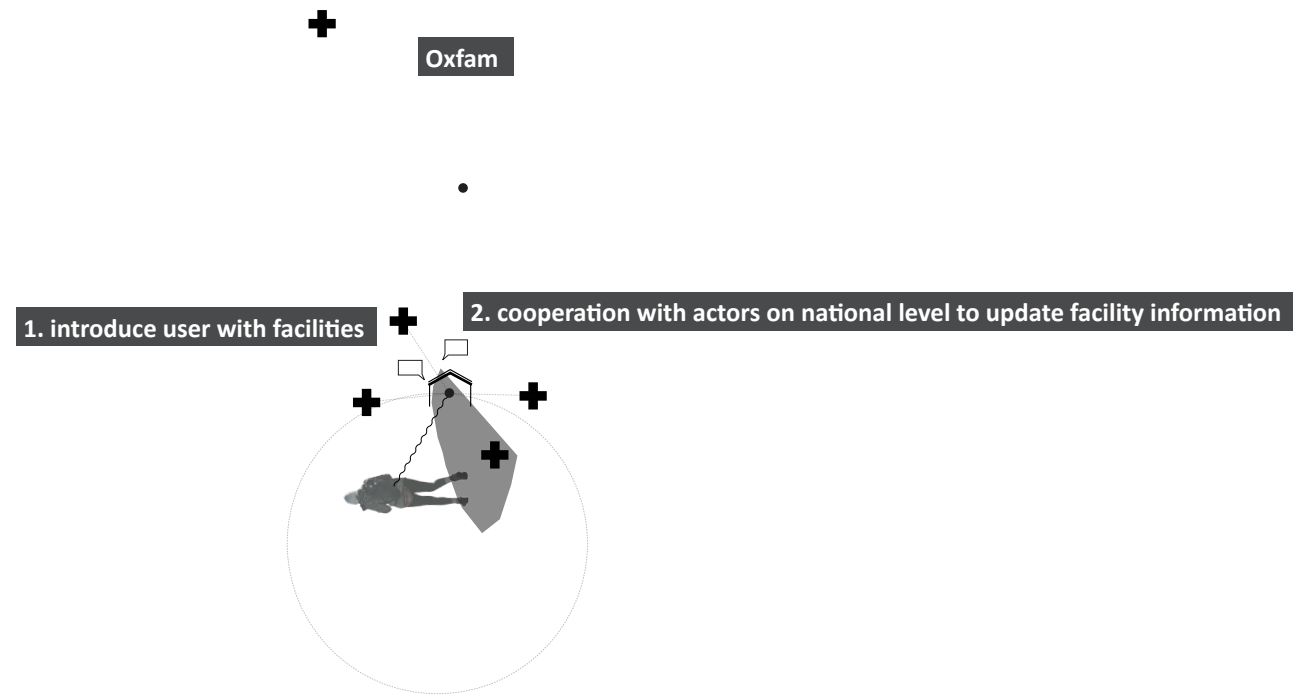 Oxfam
1. introduce user with facilities
2. cooperation with actors on national level to update facility information